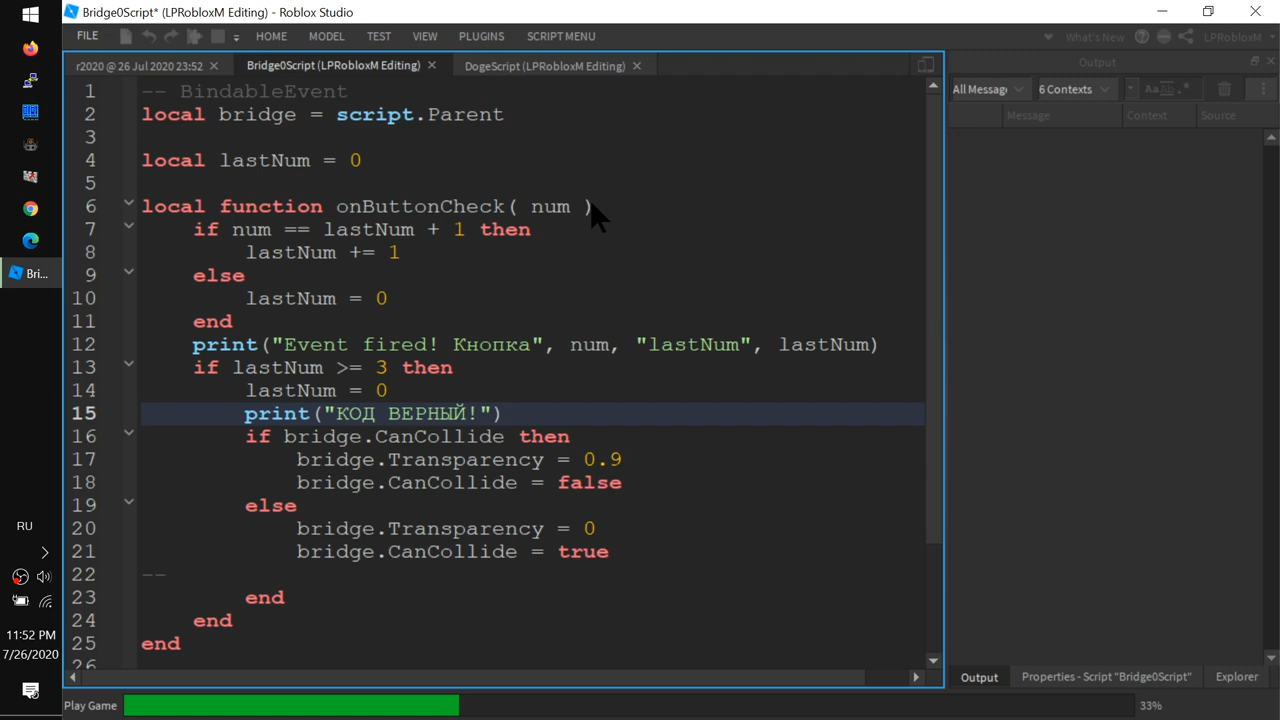 Bridge0Script* (LPRobloxM Editing) - Roblox Studio
FILE HOME MODEL TEST VIEW PLUGINS SCRIPT MENU What's New LPRobloxM
r2020 @ 26 Jul 2020 23:52 Bridge0Script (LPRobloxM Editing) DogeScript (LPRobloxM Editing)
Output
All Messag 6 Contexts Aa Ab .*
Message Context Source
1 -- BindableEvent
2 local bridge = script.Parent
3
4 local lastNum = 0
5
6 local function onButtonCheck( num )
7 if num == lastNum + 1 then
8 lastNum += 1
9 else
10 lastNum = 0
11 end
12 print("Event fired! Кнопка", num, "lastNum", lastNum)
13 if lastNum >= 3 then
14 lastNum = 0
15 print("КОД ВЕРНЫЙ!")
16 if bridge.CanCollide then
17 bridge.Transparency = 0.9
18 bridge.CanCollide = false
19 else
20 bridge.Transparency = 0
21 bridge.CanCollide = true
22 --
23 end
24 end
25 end
26
Bri...
RU
11:52 PM
7/26/2020
Output Properties - Script "Bridge0Script" Explorer
Play Game 33%